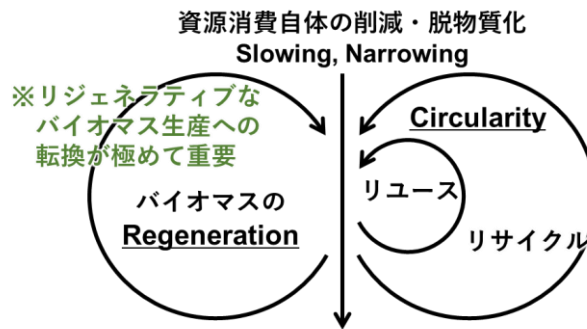 資源消費自体の削減・脱物質化
Slowing, Narrowing
※リジェネラティブな
バイオマス生産への
転換が極めて重要
バイオマスの
Regeneration
Circularity
リユース
リサイクル